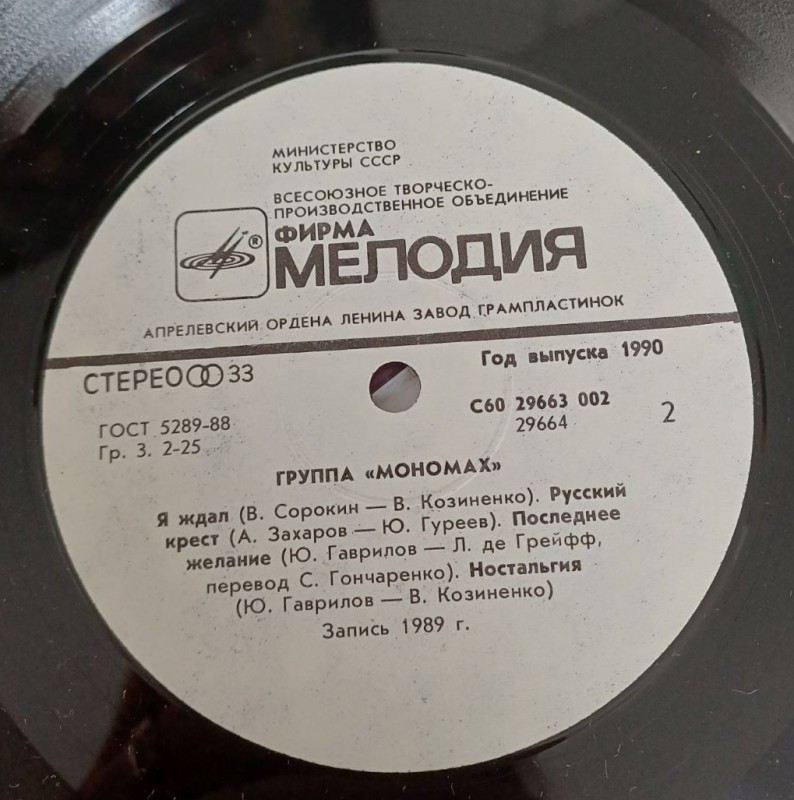 МИНИСТЕРСТВО
КУЛЬТУРЫ СССР
ВСЕСОЮЗНОЕ ТВОРЧЕСКО-
ПРОИЗВОДСТВЕННОЕ ОБЪЕДИНЕНИЕ
®
ФИРМА
МЕЛОДИЯ
АПРЕЛЕВСКИЙ ОРДЕНА ЛЕНИНА ЗАВОД ГРАМПЛАСТИНОК
СТЕРЕО 33
Год выпуска 1990
ГОСТ 5289-88
Гр. 3. 2-25
С60 29663 002
29664
2
ГРУППА «МОНОМАХ»
Я ждал (В. Сорокин — В. Козиненко). Русский
крест (А. Захаров — Ю. Гуреев). Последнее
желание (Ю. Гаврилов — Л. де Грейфф,
перевод С. Гончаренко). Ностальгия
(Ю. Гаврилов — В. Козиненко)
Запись 1989 г.